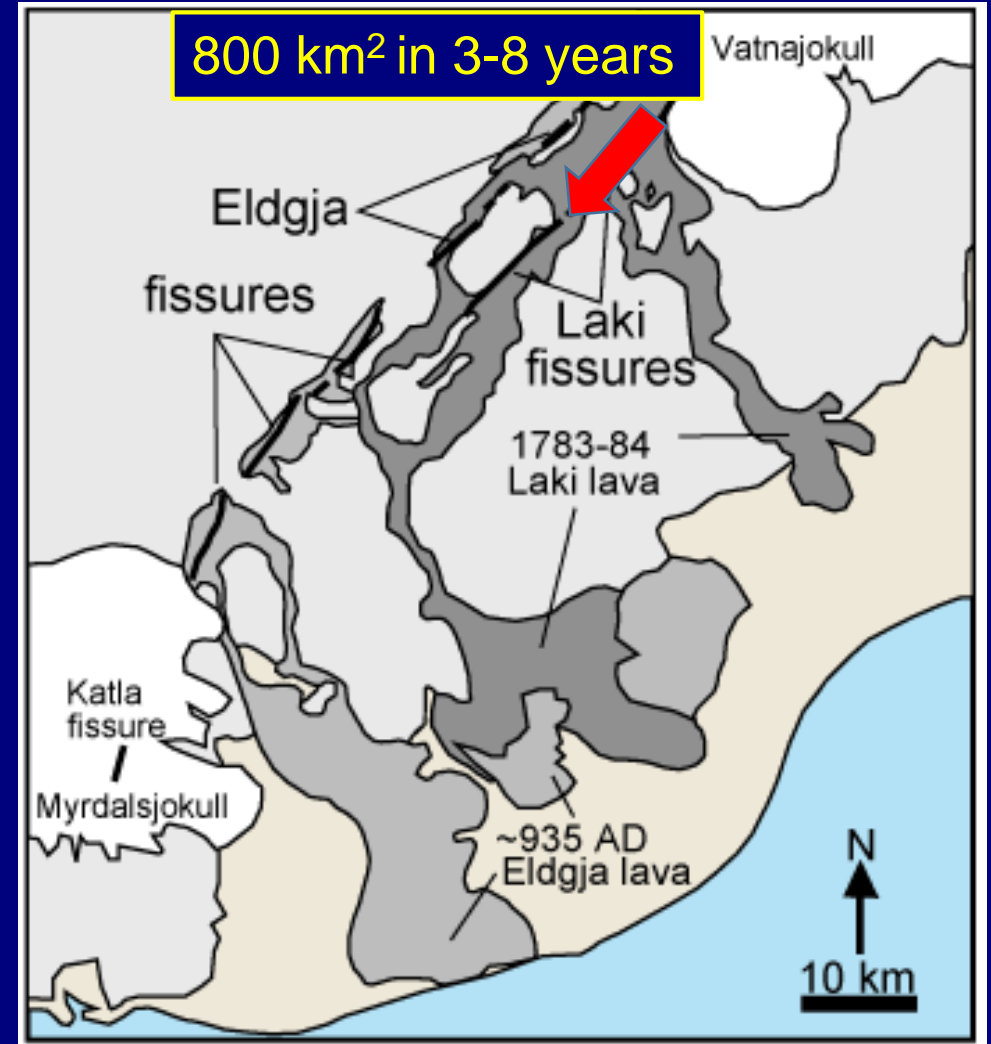 800 km² in 3-8 years
Vatnajokull
Eldgja
fissures
Laki
fissures
1783-84
Laki lava
Katla
fissure
Myrdalsjokull
~935 AD
Eldgja lava
N
10 km